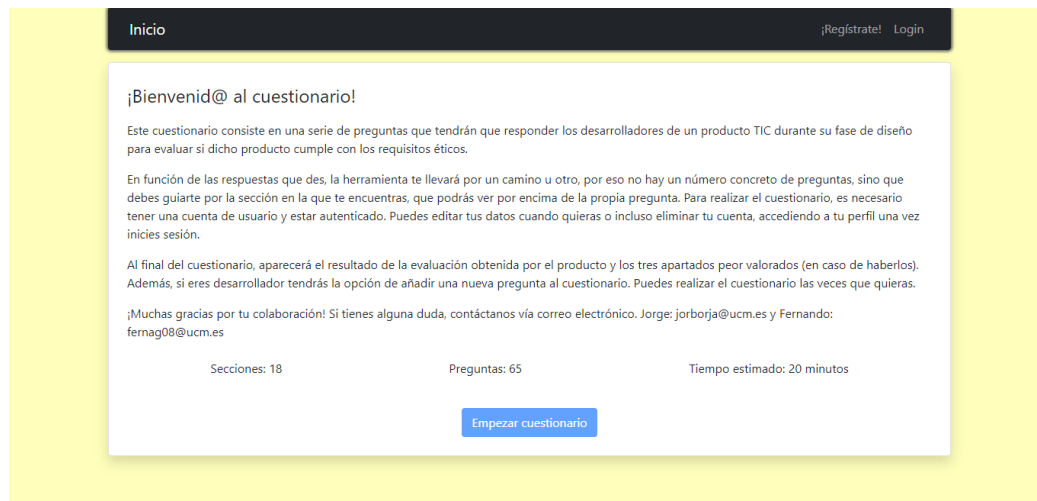 Inicio
¡Regístrate! Login
¡Bienvenid@ al cuestionario!
Este cuestionario consiste en una serie de preguntas que tendrán que responder los desarrolladores de un producto TIC durante su fase de diseño
para evaluar si dicho producto cumple con los requisitos éticos.
En función de las respuestas que des, la herramienta te llevará por un camino u otro, por eso no hay un número concreto de preguntas, sino que
debes guiarte por la sección en la que te encuentras, que podrás ver por encima de la propia pregunta. Para realizar el cuestionario, es necesario
tener una cuenta de usuario y estar autenticado. Puedes editar tus datos cuando quieras o incluso eliminar tu cuenta, accediendo a tu perfil una vez
inicies sesión.
Al final del cuestionario, aparecerá el resultado de la evaluación obtenida por el producto y los tres apartados peor valorados (en caso de haberlos).
Además, si eres desarrollador tendrás la opción de añadir una nueva pregunta al cuestionario. Puedes realizar el cuestionario las veces que quieras.
¡Muchas gracias por tu colaboración! Si tienes alguna duda, contáctanos vía correo electrónico. Jorge: jorborja@ucm.es y Fernando:
fernag08@ucm.es
Secciones: 18 Preguntas: 65 Tiempo estimado: 20 minutos
Empezar cuestionario